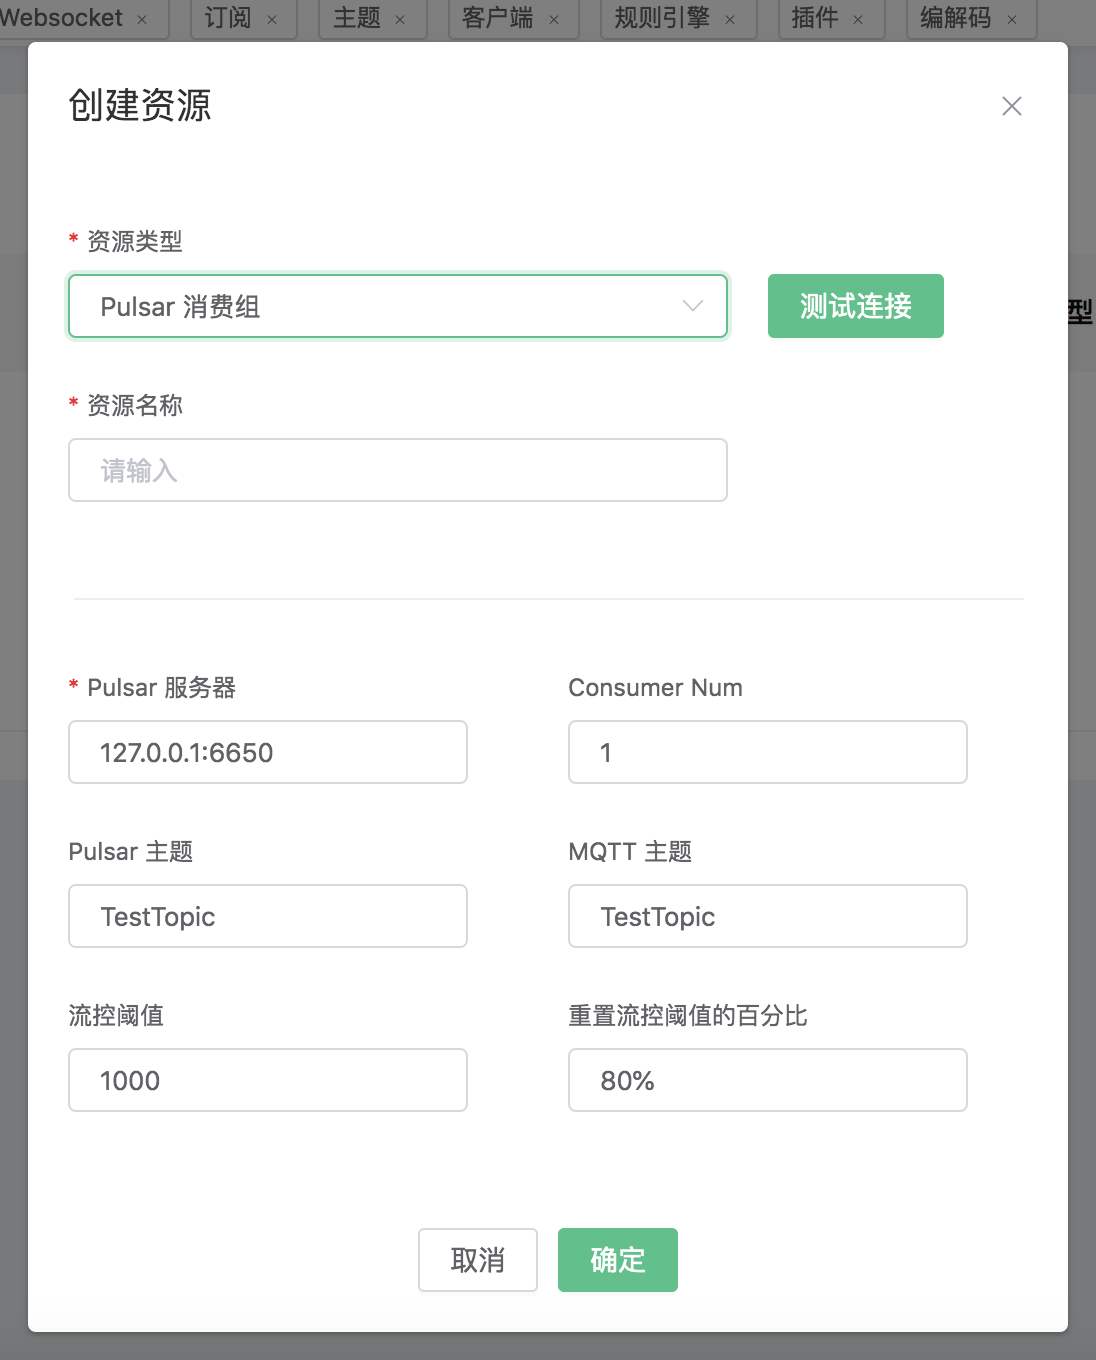 Websocket × 订阅 × 主题 × 客户端 × 规则引擎 × 插件 × 编解码 ×
创建资源
* 资源类型
Pulsar 消费组
测试连接
型
* 资源名称
请输入
* Pulsar 服务器
Consumer Num
127.0.0.1:6650
1
Pulsar 主题
MQTT 主题
TestTopic
TestTopic
流控阈值
重置流控阈值的百分比
1000
80%
取消
确定